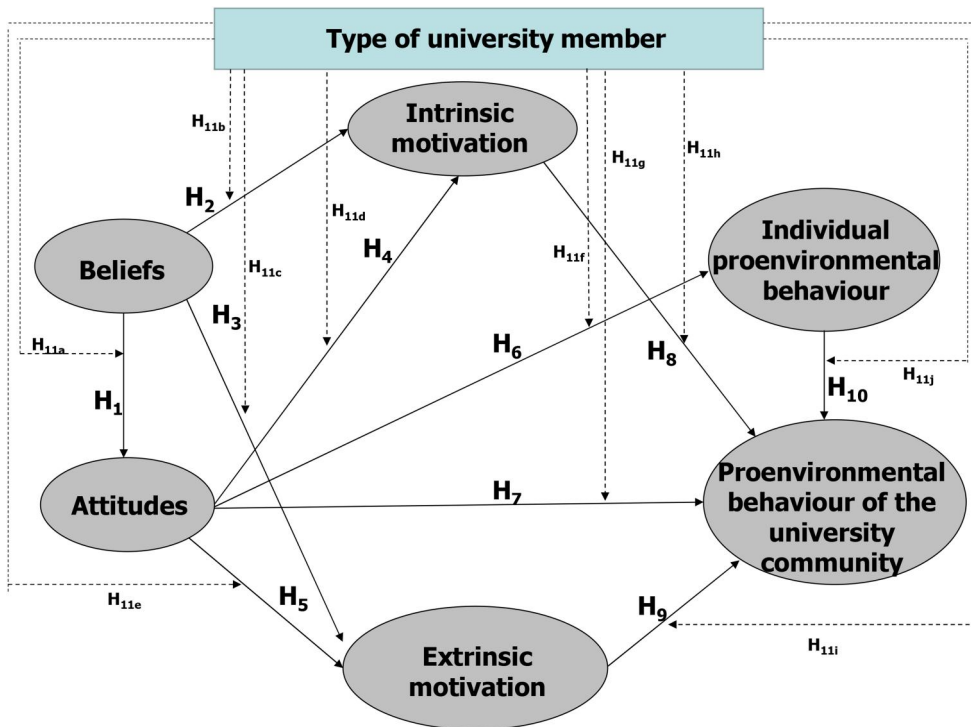 Type of university member
Intrinsic
motivation
H11b
H11g
H11h
H2
H11d
Individual
proenvironmental
behaviour
Beliefs
H4
H11c
H11f
H3
H6
H8
H11a
H11j
H1
H10
Attitudes
H7
Proenvironmental
behaviour of the
university
community
H11e
H5
H9
Extrinsic
motivation
H11i